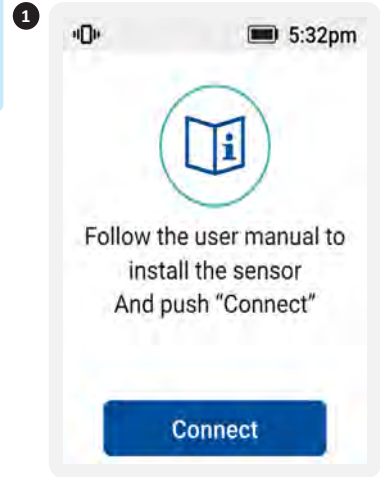 1
5:32pm
i
Follow the user manual to
install the sensor
And push “Connect”
Connect